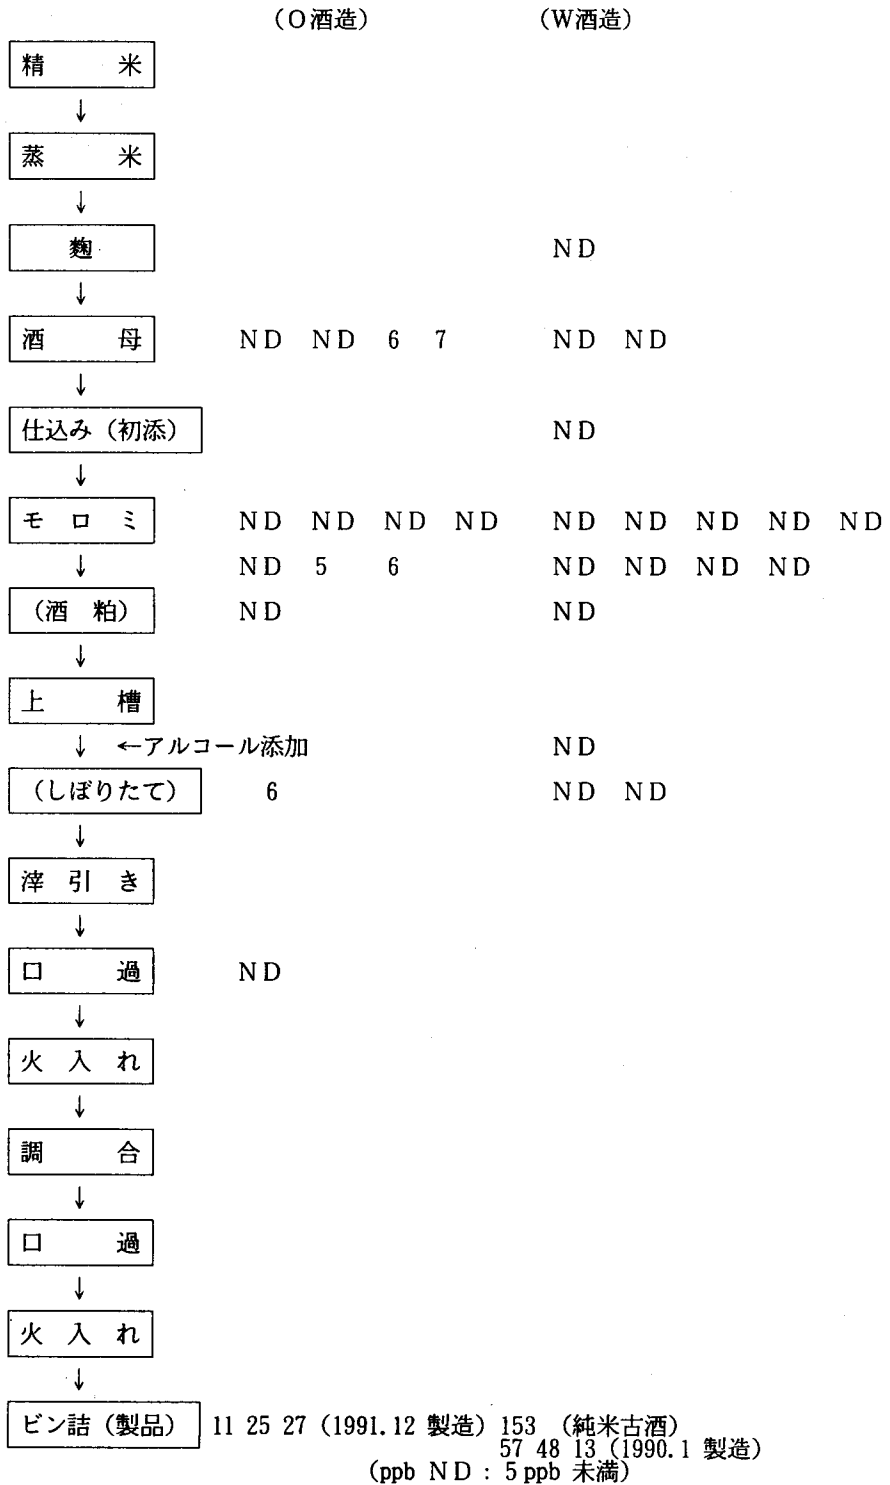 （O酒造） （W酒造）
精 米
↓
蒸 米
↓
麹 ND
↓
酒 母 ND ND 6 7 ND ND
↓
仕込み（初添） ND
↓
モ ロ ミ ND ND ND ND ND ND ND ND ND
↓ ND 5 6 ND ND ND ND
（酒 粕） ND ND
↓
上 槽
↓ ←アルコール添加 ND
（しぼりたて） 6 ND ND
↓
滓 引 き
↓
口 過 ND
↓
火 入 れ
↓
調 合
↓
口 過
↓
火 入 れ
↓
ビン詰（製品） 11 25 27 （1991.12 製造） 153 （純米古酒）
57 48 13 （1990.1 製造）
（ppb ND : 5 ppb 未満）